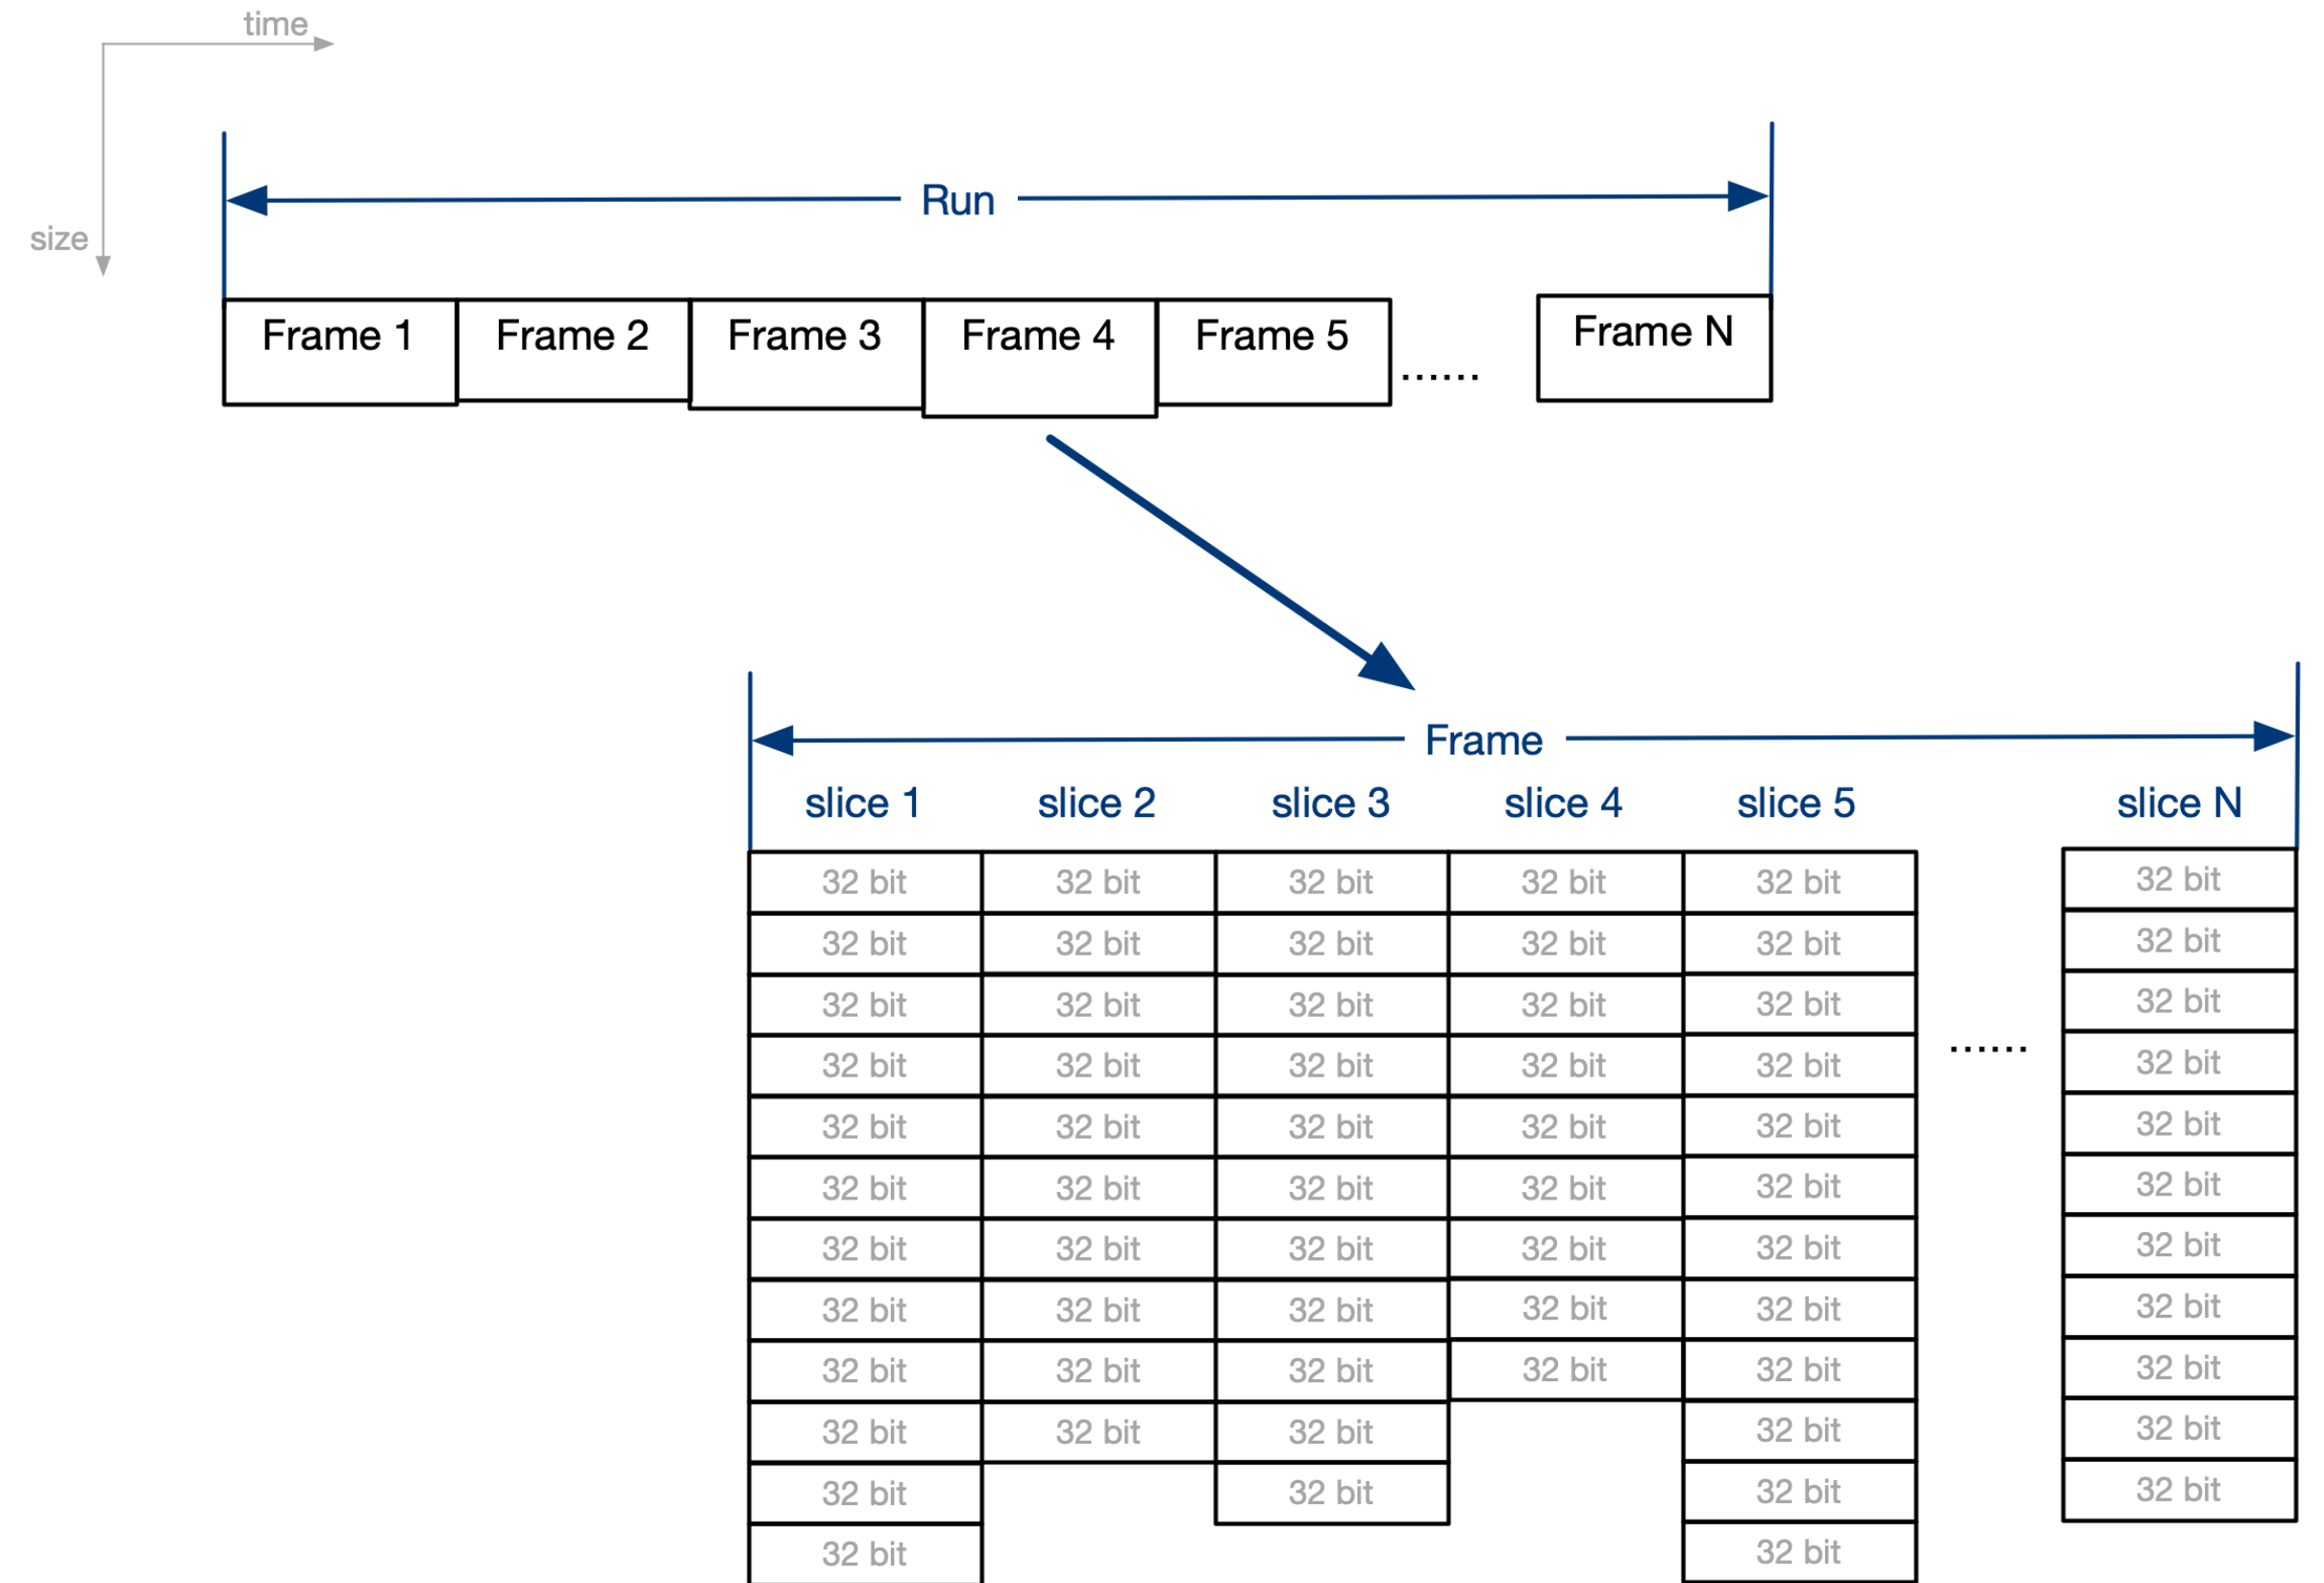 time
size
Run
Frame 1 Frame 2 Frame 3 Frame 4 Frame 5 ...... Frame N
Frame
slice 1 slice 2 slice 3 slice 4 slice 5 slice N
32 bit 32 bit 32 bit 32 bit 32 bit 32 bit
32 bit 32 bit 32 bit 32 bit 32 bit 32 bit
32 bit 32 bit 32 bit 32 bit 32 bit 32 bit
32 bit 32 bit 32 bit 32 bit 32 bit ...... 32 bit
32 bit 32 bit 32 bit 32 bit 32 bit 32 bit
32 bit 32 bit 32 bit 32 bit 32 bit 32 bit
32 bit 32 bit 32 bit 32 bit 32 bit 32 bit
32 bit 32 bit 32 bit 32 bit 32 bit 32 bit
32 bit 32 bit 32 bit 32 bit 32 bit 32 bit
32 bit 32 bit 32 bit 32 bit 32 bit
32 bit 32 bit 32 bit 32 bit
32 bit 32 bit